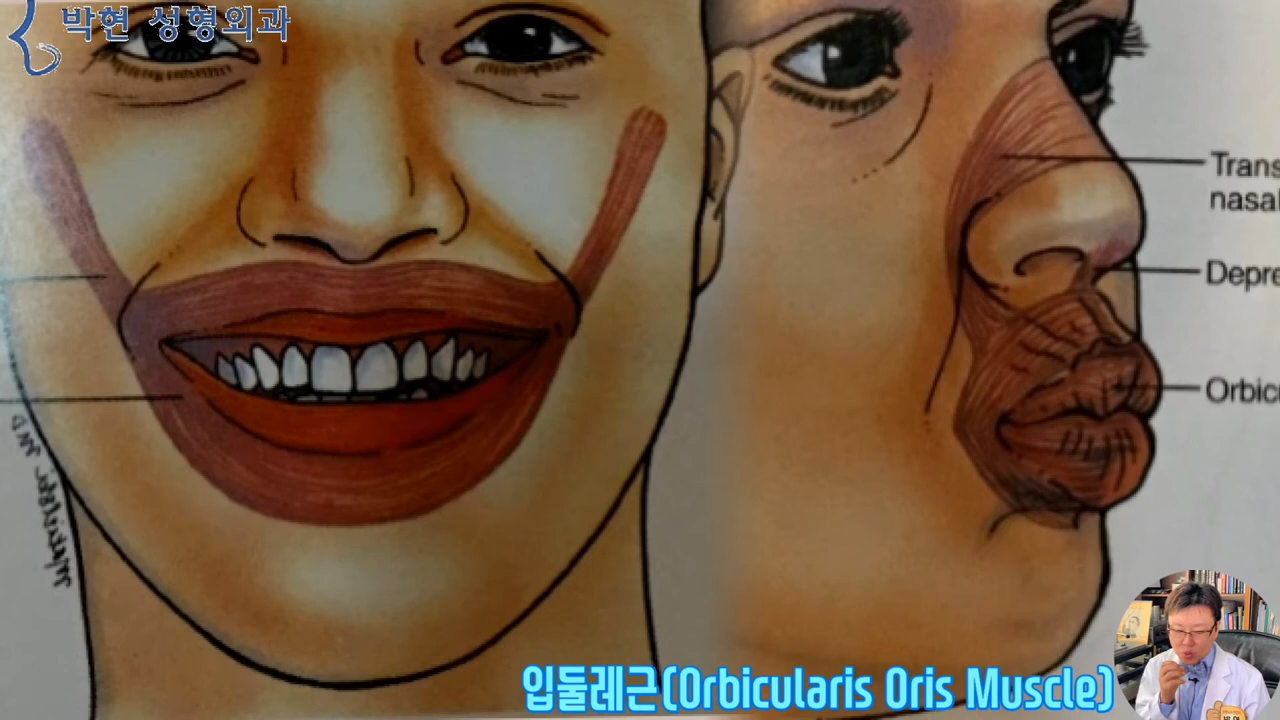 박현 성형외과
Trans
nasal
Depre
Orbic
입둘레근(Orbicularis Oris Muscle)